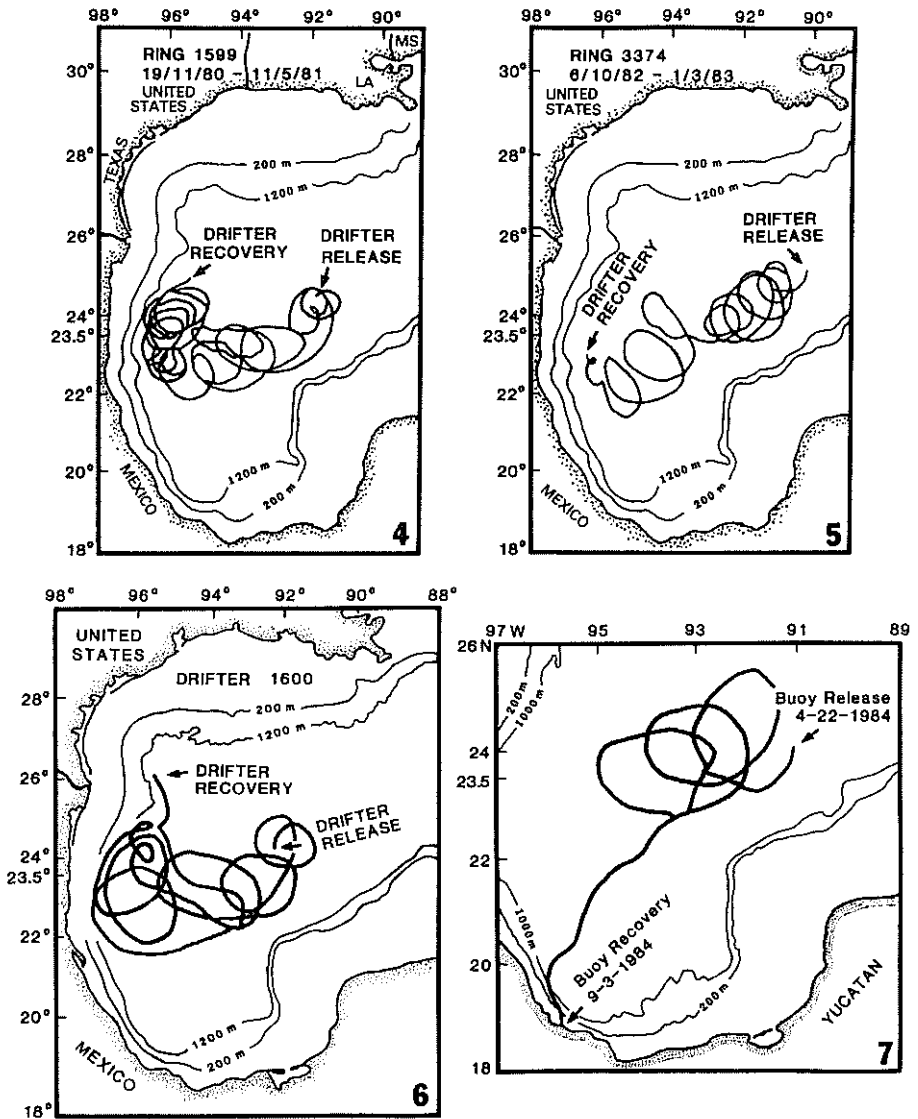 98° 96° 94° 92° 90°
MS
RING 1599
19/11/80 - 11/5/81
UNITED
STATES
LA
30°
TEXAS
28°
200 m
1200 m
26°
DRIFTER
RECOVERY
DRIFTER
RELEASE
24°
23.5°
22°
20°
1200 m
200 m
MEXICO
18°
4
98° 96° 94° 92° 90°
RING 3374
6/10/82 - 1/3/83
UNITED
STATES
LA
30°
28°
200 m
1200 m
26°
DRIFTER
RELEASE
DRIFTER
RECOVERY
24°
23.5°
22°
20°
1200 m
200 m
MEXICO
18°
5
98° 96° 94° 92° 90° 88°
UNITED
STATES
DRIFTER 1600
28°
200 m
1200 m
26°
DRIFTER
RECOVERY
DRIFTER
RELEASE
24°
23.5°
22°
20°
1200 m
200 m
MEXICO
18°
6
97 W 95 93 91 89
26 N
200m
1000m
Buoy Release
4-22-1984
24
23.5
22
1000m
Buoy Recovery
9-3-1984
20
200m
YUCATAN
18
7